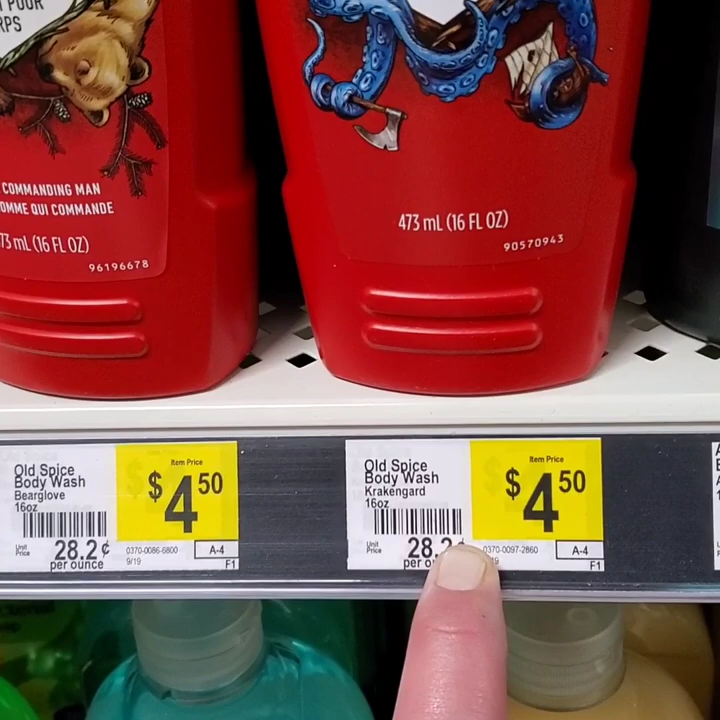 POUR
RPS
COMMANDING MAN
OMME QUI COMMANDE
73 mL (16 FL OZ)
96196678
473 mL (16 FL OZ)
90570943
Old Spice
Body Wash
Bearglove
16oz
Item Price
$4.50
Unit
Price
28.2¢
per ounce
0370-0086-6800
9/19
A-4
F1
Old Spice
Body Wash
Krakengard
16oz
Item Price
$4.50
Unit
Price
28.2
per ou
0370-0097-2860
A-4
F1